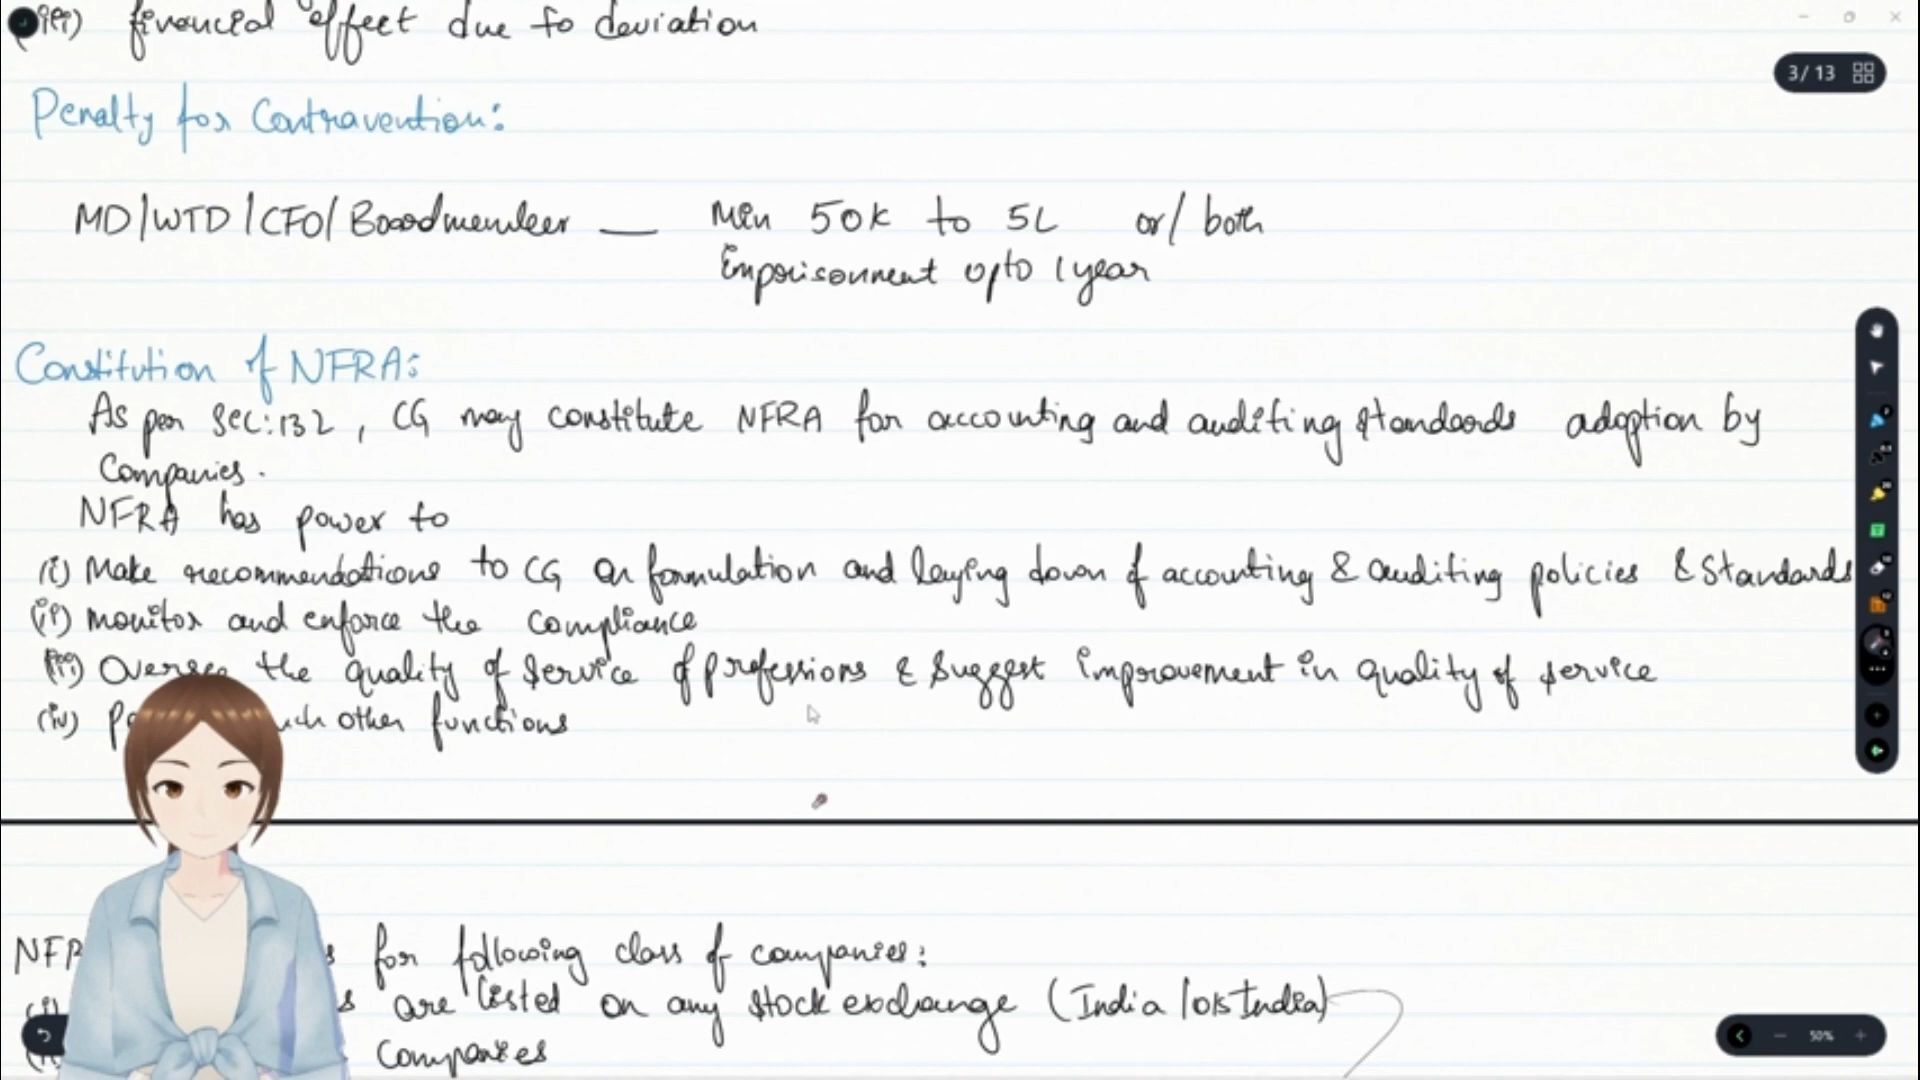 (iii) financial effect due to deviation
3/13
Penalty for Contravention:
MD/WTD/CFO/Boardmember — Min 50K to 5L or/both
Imprisonment upto 1 year
Constitution of NFRA:
As per Sec:132, CG may constitute NFRA for accounting and auditing standards adoption by
Companies.
NFRA has power to
(i) Make recommendations to CG on formulation and laying down of accounting & auditing policies & Standards
(ii) monitor and enforce the compliance
(iii) Oversee the quality of service of professions & suggest improvement in quality of service
(iv) such other functions
for following class of companies:
are listed on any stock exchange (India/o/s India)
companies
50%